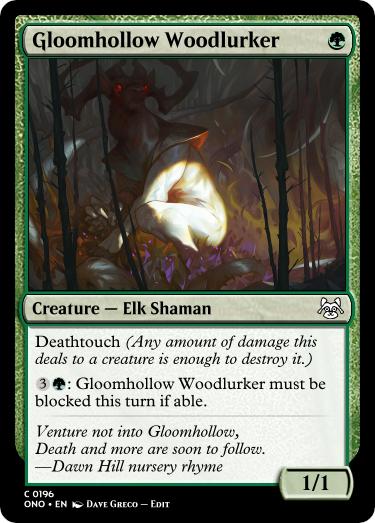 Gloomhollow Woodlurker
Creature — Elk Shaman
Deathtouch (Any amount of damage this
deals to a creature is enough to destroy it.)
3: Gloomhollow Woodlurker must be
blocked this turn if able.
Venture not into Gloomhollow,
Death and more are soon to follow.
—Dawn Hill nursery rhyme
1/1
C 0196
ONO • EN Dave Greco — Edit